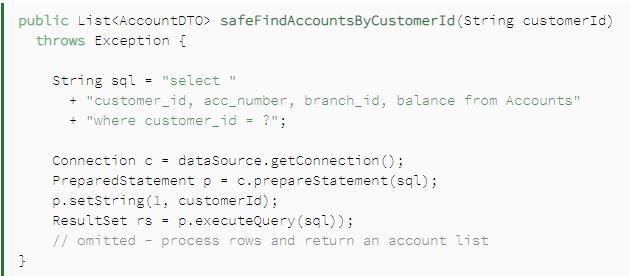 public List<AccountDTO> safeFindAccountsByCustomerId(String customerId)
  throws Exception {

    String sql = "select "
      + "customer_id, acc_number, branch_id, balance from Accounts"
      + "where customer_id = ?";

    Connection c = dataSource.getConnection();
    PreparedStatement p = c.prepareStatement(sql);
    p.setString(1, customerId);
    ResultSet rs = p.executeQuery(sql));
    // omitted - process rows and return an account list
}